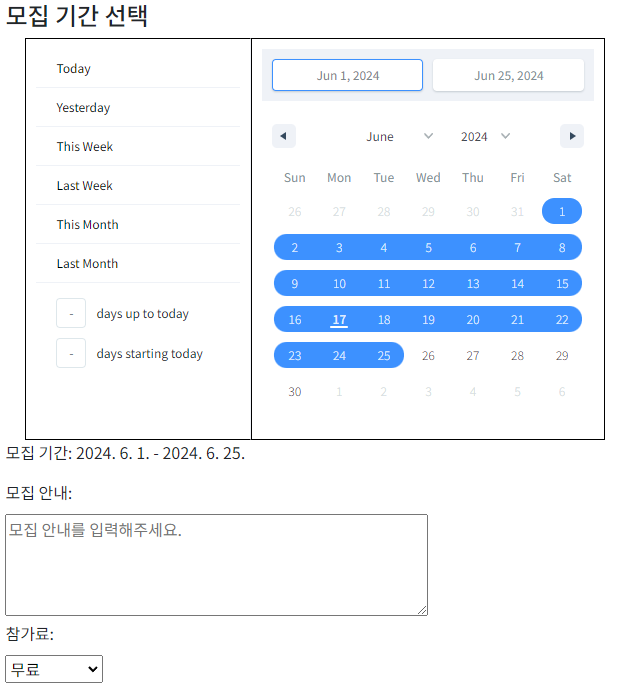 모집 기간 선택
Today
Yesterday
This Week
Last Week
This Month
Last Month
- days up to today
- days starting today
Jun 1, 2024 Jun 25, 2024
June 2024
Sun Mon Tue Wed Thu Fri Sat
26 27 28 29 30 31 1
2 3 4 5 6 7 8
9 10 11 12 13 14 15
16 17 18 19 20 21 22
23 24 25 26 27 28 29
30 1 2 3 4 5 6
모집 기간: 2024. 6. 1. - 2024. 6. 25.
모집 안내:
모집 안내를 입력해주세요.
참가료:
무료